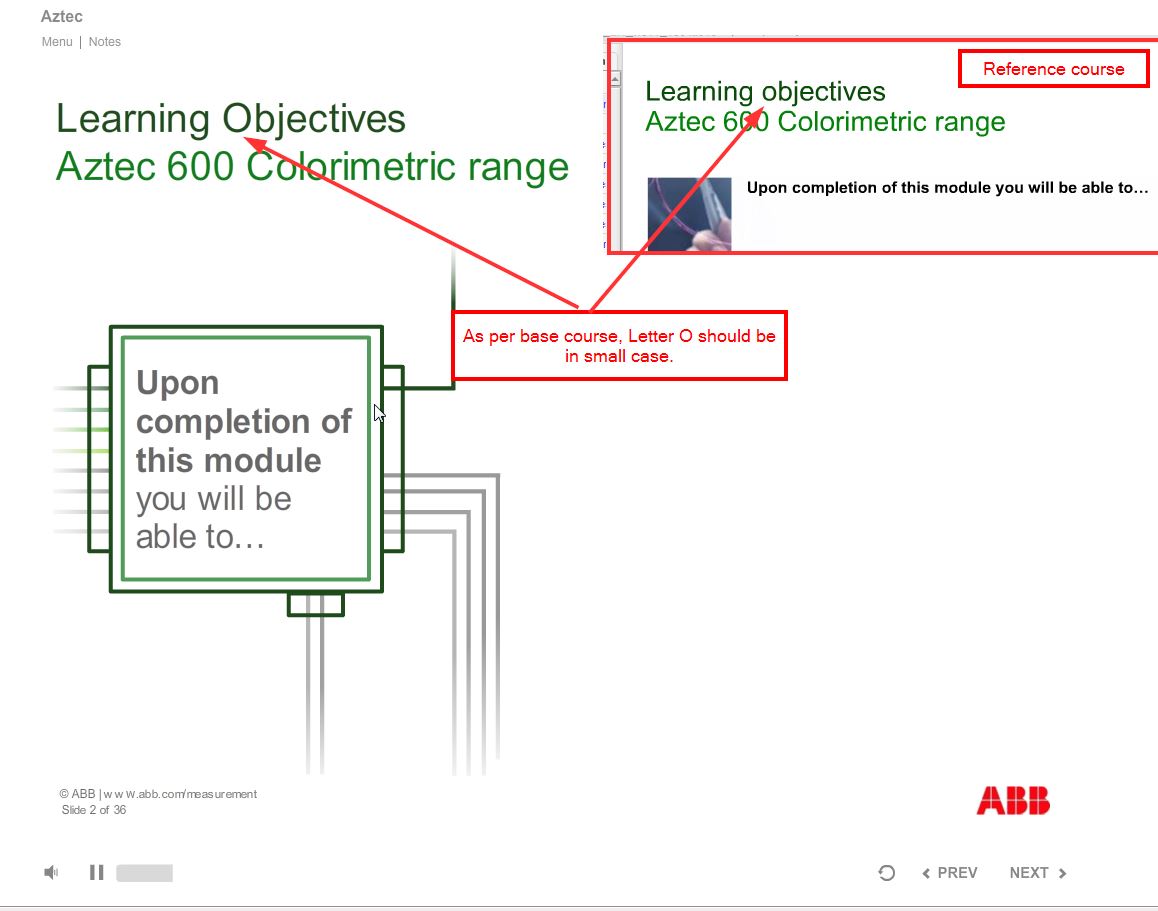 Aztec
Menu | Notes
Learning Objectives
Aztec 600 Colorimetric range
Reference course
Learning objectives
Aztec 600 Colorimetric range
Upon completion of this module you will be able to…
As per base course, Letter O should be
in small case.
Upon
completion of
this module
you will be
able to…
© ABB | www.abb.com/measurement
Slide 2 of 36
ABB
PREV
NEXT